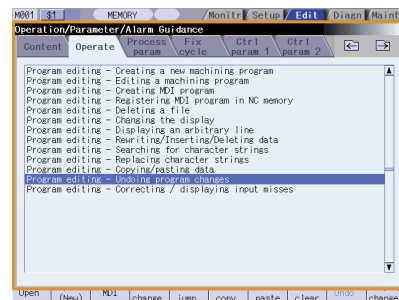 M001 $1 MEMORY Monitr Setup Edit Diagn Maint
Operation/Parameter/Alarm Guidance
Content Operate Process param Fix cycle Ctrl param 1 Ctrl param 2
Program editing - Creating a new machining program
Program editing - Editing a machining program
Program editing - Creating MDI program
Program editing - Registering MDI program in NC memory
Program editing - Deleting a file
Program editing - Changing the display
Program editing - Displaying an arbitrary line
Program editing - Rewriting/Inserting/Deleting data
Program editing - Searching for character strings
Program editing - Replacing character strings
Program editing - Copying/pasting data
Program editing - Undoing program changes
Program editing - Correcting / displaying input misses
Open (New) MDI change jump copy paste clear Undo change